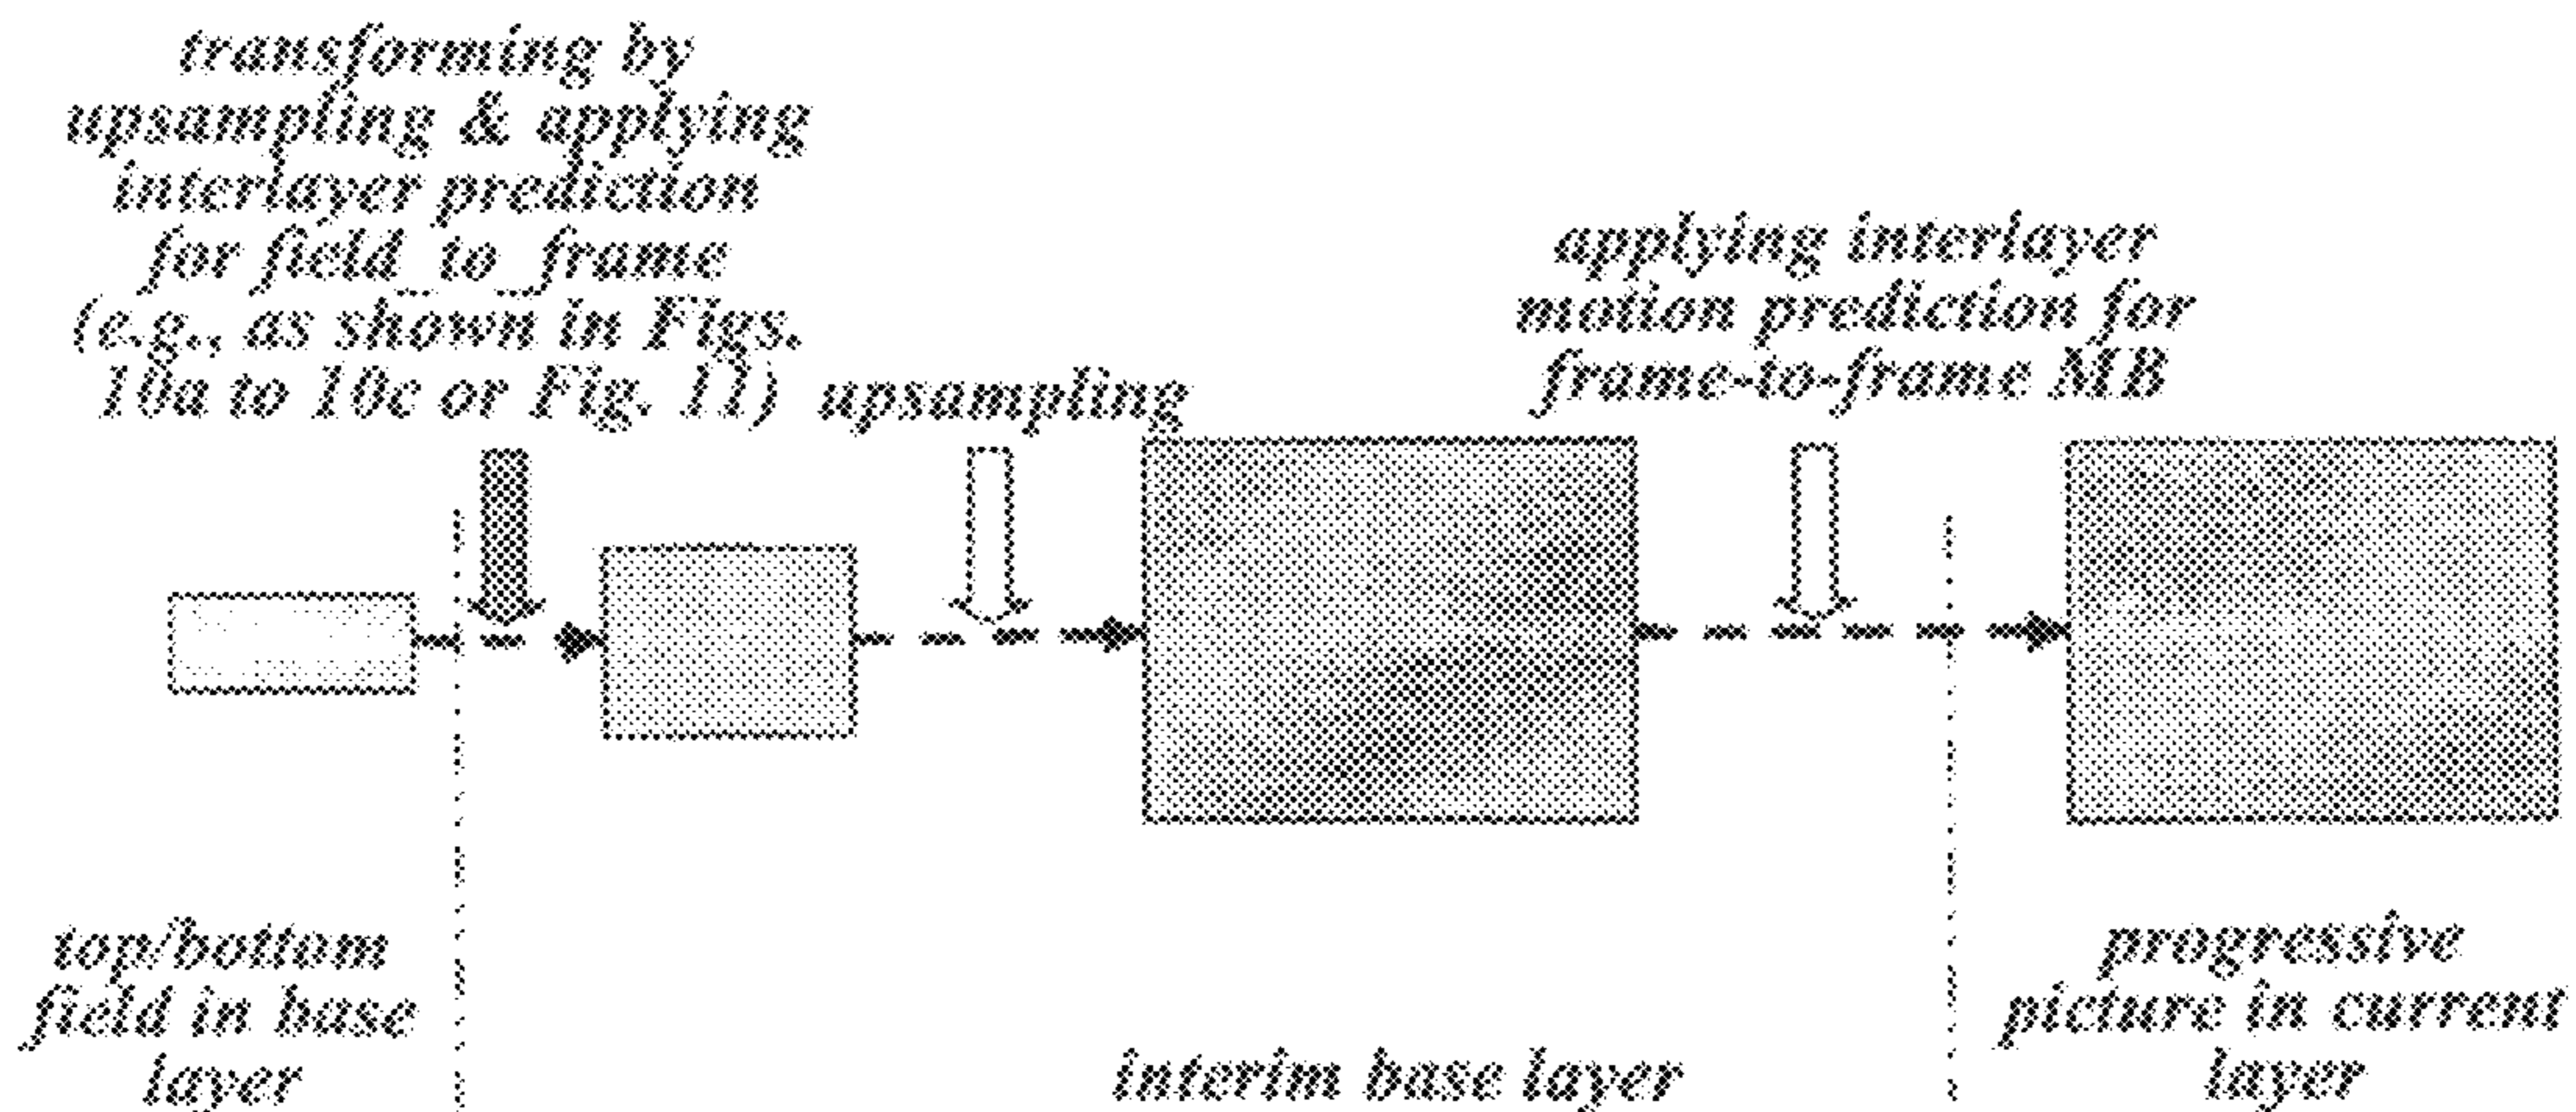 transforming by
upsampling & applying
interlayer prediction
for field_to_frame
(e.g., as shown in Figs.
10a to 10c or Fig. 11)
upsampling
applying interlayer
motion prediction for
frame-to-frame MB
top/bottom
field in base
layer
interim base layer
progressive
picture in current
layer